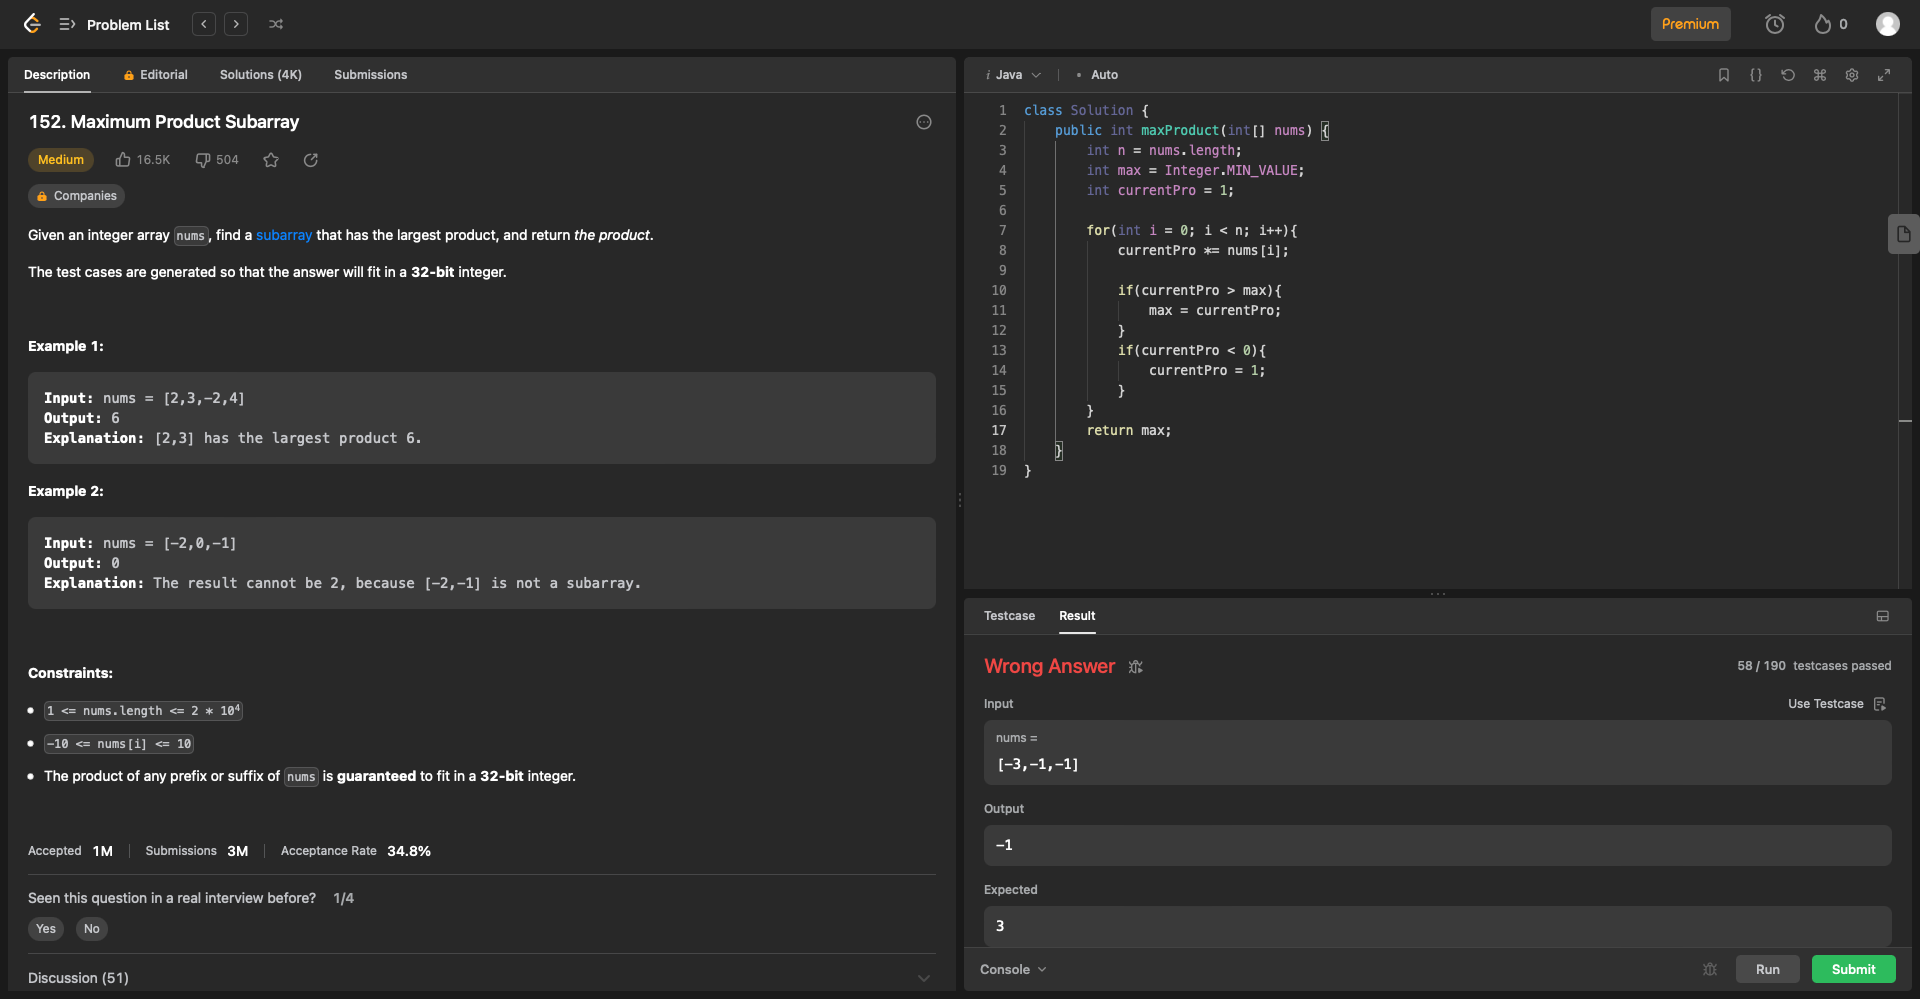 Problem List
Premium
0
Description
Editorial
Solutions (4K)
Submissions
152. Maximum Product Subarray
Medium
16.5K
504
Companies
Given an integer array nums, find a subarray that has the largest product, and return the product.
The test cases are generated so that the answer will fit in a 32-bit integer.
Example 1:
Input: nums = [2,3,-2,4]
Output: 6
Explanation: [2,3] has the largest product 6.
Example 2:
Input: nums = [-2,0,-1]
Output: 0
Explanation: The result cannot be 2, because [-2,-1] is not a subarray.
Constraints:
1 <= nums.length <= 2 * 10⁴
-10 <= nums[i] <= 10
The product of any prefix or suffix of nums is guaranteed to fit in a 32-bit integer.
Accepted 1M Submissions 3M Acceptance Rate 34.8%
Seen this question in a real interview before? 1/4
Yes No
Discussion (51)
i Java
• Auto
1 class Solution {
2 public int maxProduct(int[] nums) {
3 int n = nums.length;
4 int max = Integer.MIN_VALUE;
5 int currentPro = 1;
6
7 for(int i = 0; i < n; i++){
8 currentPro *= nums[i];
9
10 if(currentPro > max){
11 max = currentPro;
12 }
13 if(currentPro < 0){
14 currentPro = 1;
15 }
16 }
17 return max;
18 }
19 }
Testcase
Result
Wrong Answer
58 / 190 testcases passed
Input
Use Testcase
nums =
[-3,-1,-1]
Output
-1
Expected
3
Console
Run
Submit